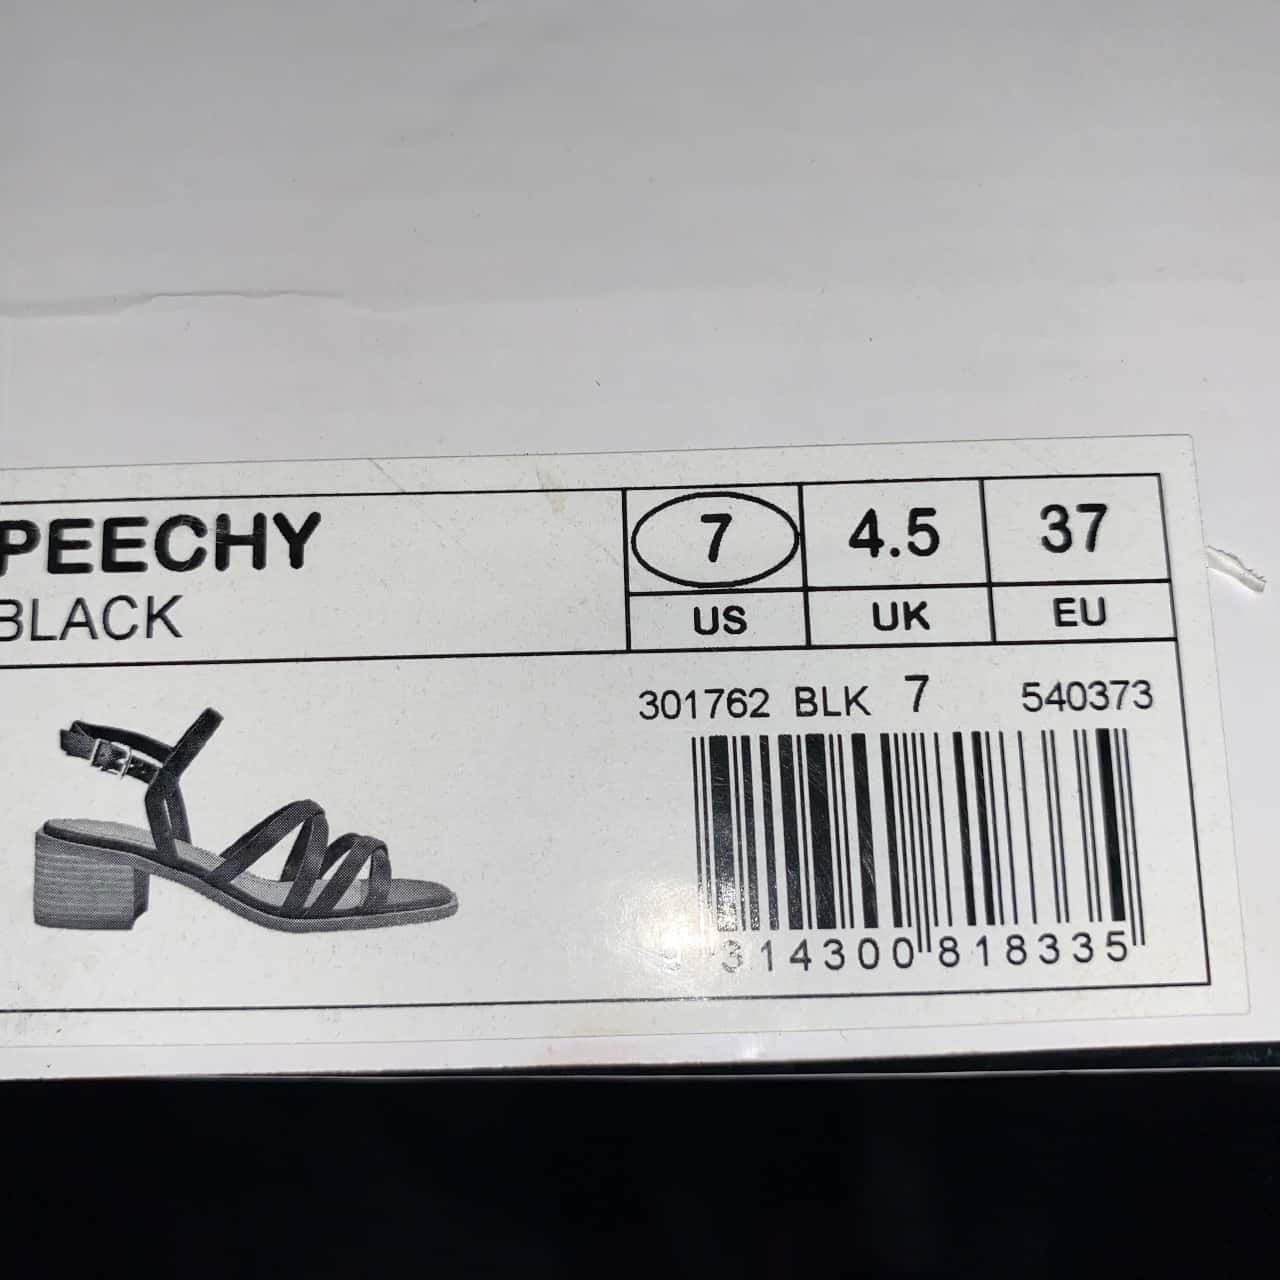 PEECHY
BLACK
7 4.5 37
US UK EU
301762 BLK 7 540373
314300 818335